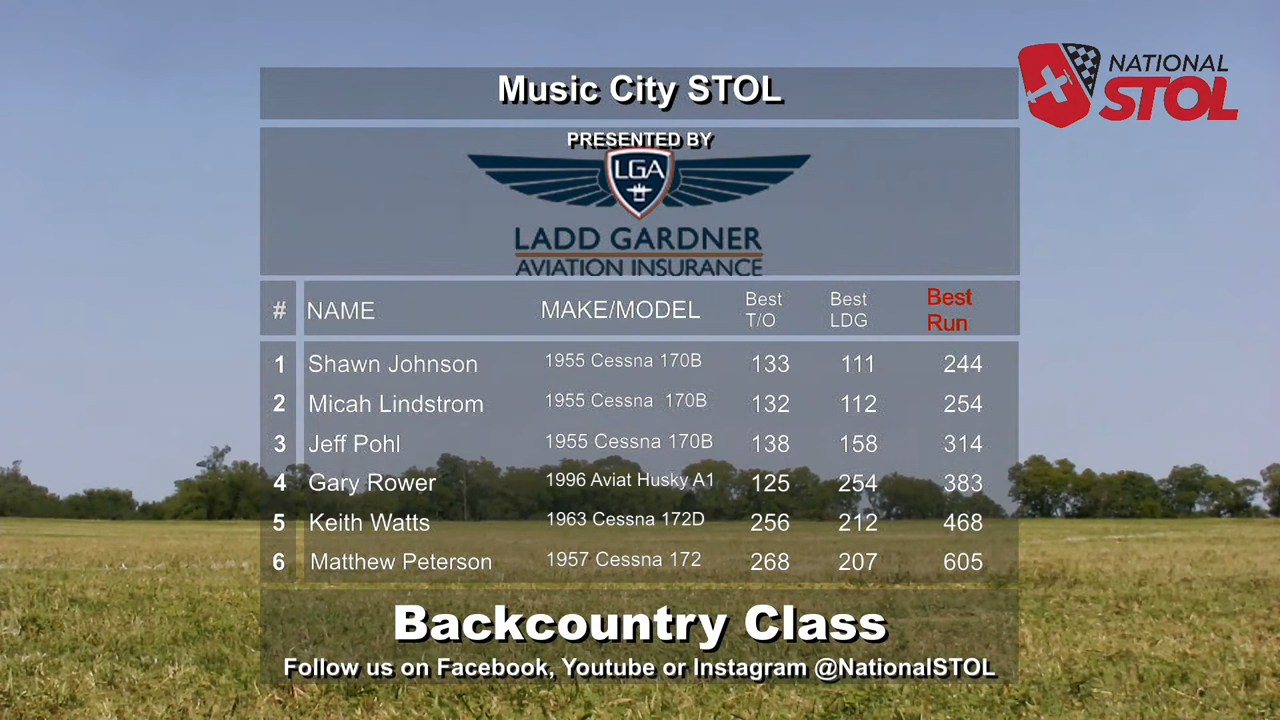 Music City STOL
NATIONAL
STOL
PRESENTED BY
LGA
LADD GARDNER
AVIATION INSURANCE
# NAME MAKE/MODEL Best T/O Best LDG Best Run
1 Shawn Johnson 1955 Cessna 170B 133 111 244
2 Micah Lindstrom 1955 Cessna 170B 132 112 254
3 Jeff Pohl 1955 Cessna 170B 138 158 314
4 Gary Rower 1996 Aviat Husky A1 125 254 383
5 Keith Watts 1963 Cessna 172D 256 212 468
6 Matthew Peterson 1957 Cessna 172 268 207 605
Backcountry Class
Follow us on Facebook, Youtube or Instagram @NationalSTOL